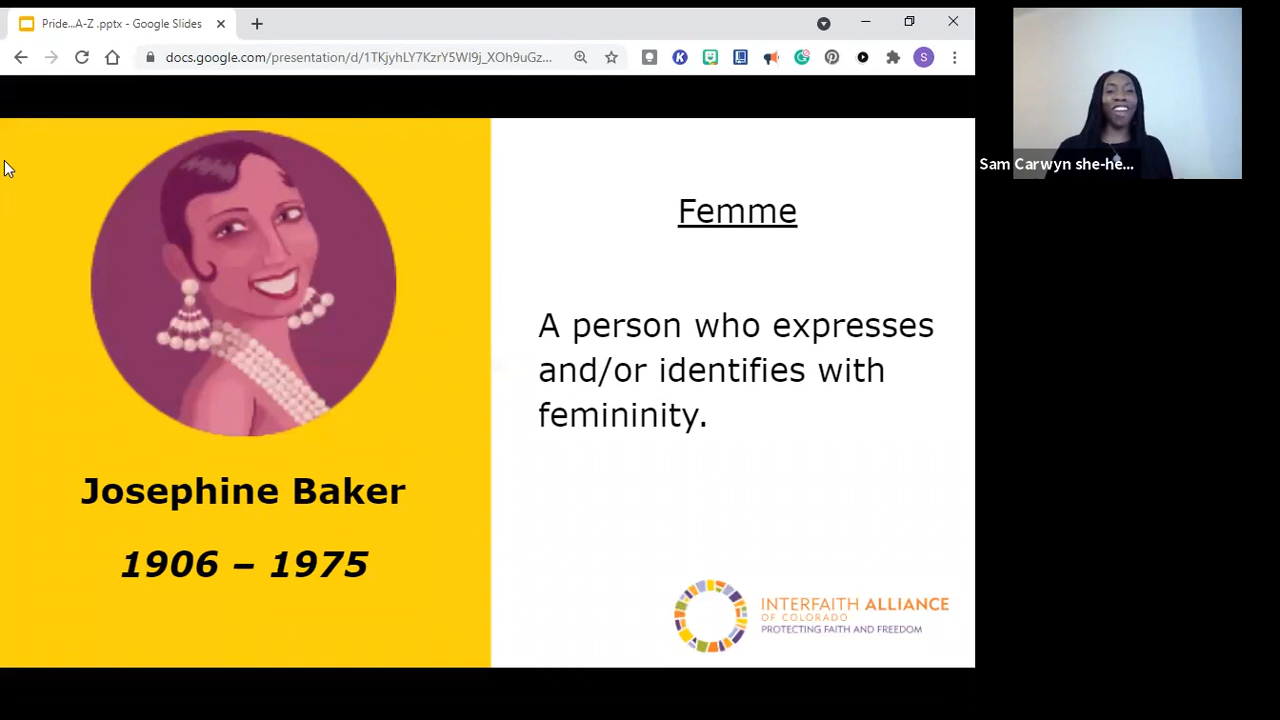 Pride...A-Z .pptx - Google Slides
docs.google.com/presentation/d/1TKjyhLY7KzrY5WI9j_XOh9uGz...
S
Sam Carwyn she-he...
Femme
A person who expresses
and/or identifies with
femininity.
Josephine Baker
1906 – 1975
INTERFAITH ALLIANCE
OF COLORADO
PROTECTING FAITH AND FREEDOM